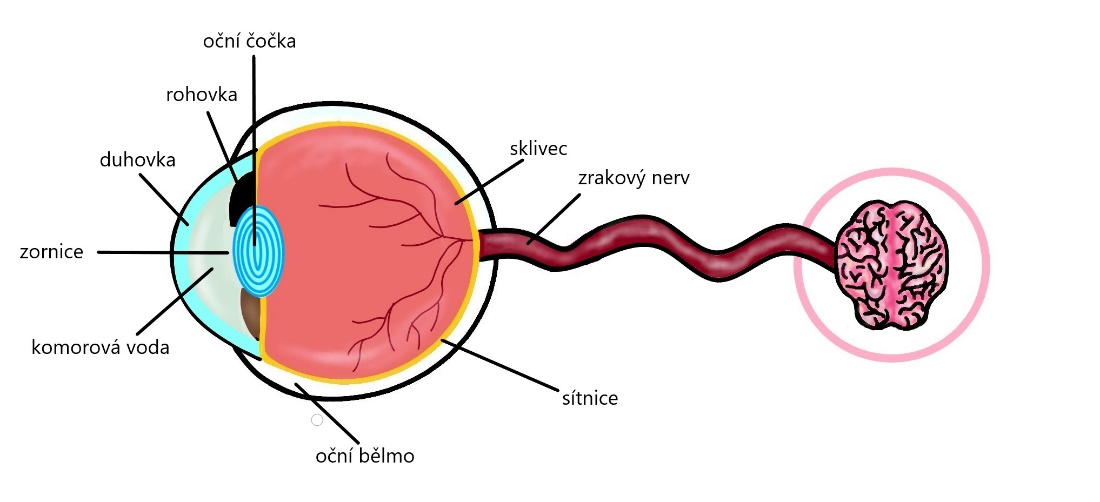 oční čočka
rohovka
duhovka
zornice
komorová voda
sklivec
zrakový nerv
sítnice
oční bělmo